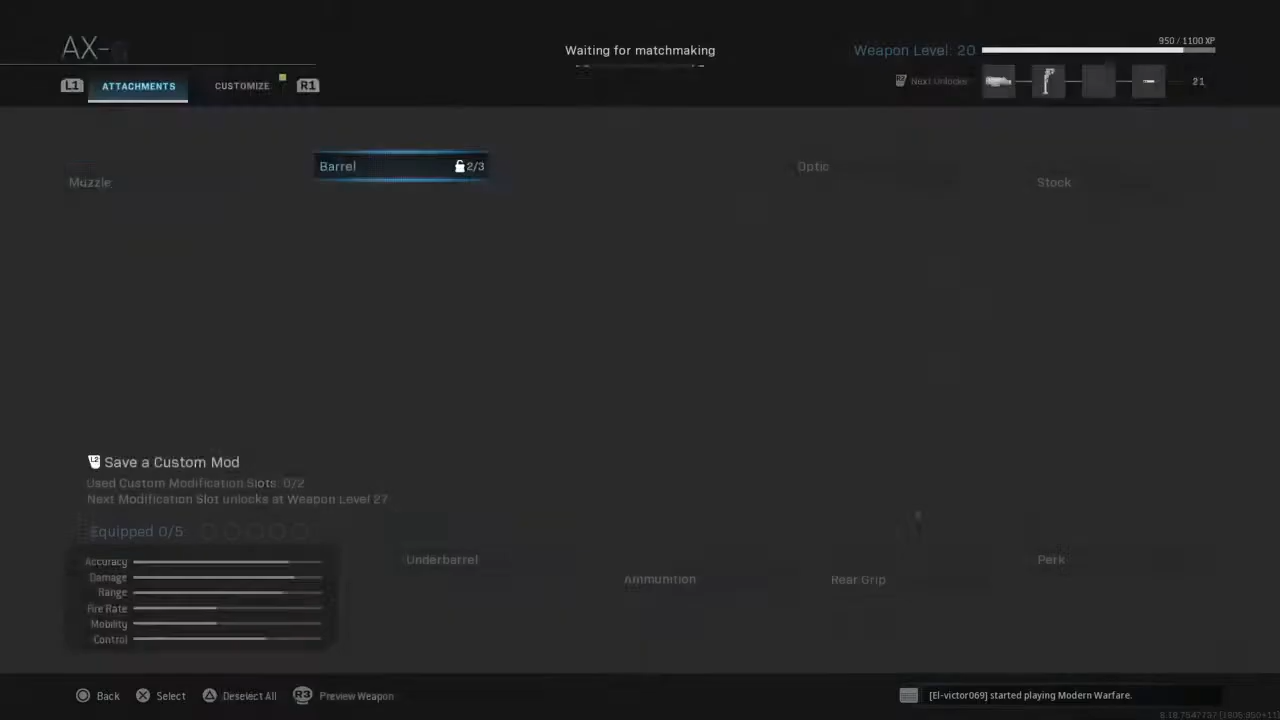 AX-
Waiting for matchmaking
Weapon Level: 20
950 / 1100 XP
L1 ATTACHMENTS CUSTOMIZE R1
Next Unlocks
21
Muzzle
Barrel 2/3
Optic
Stock
L2 Save a Custom Mod
Used Custom Modification Slots: 0/2
Next Modification Slot unlocks at Weapon Level 27
Equipped 0/5
Accuracy
Damage
Range
Fire Rate
Mobility
Control
Underbarrel
Ammunition
Rear Grip
Perk
Back Select Deselect All R3 Preview Weapon
[El-victor069] started playing Modern Warfare.